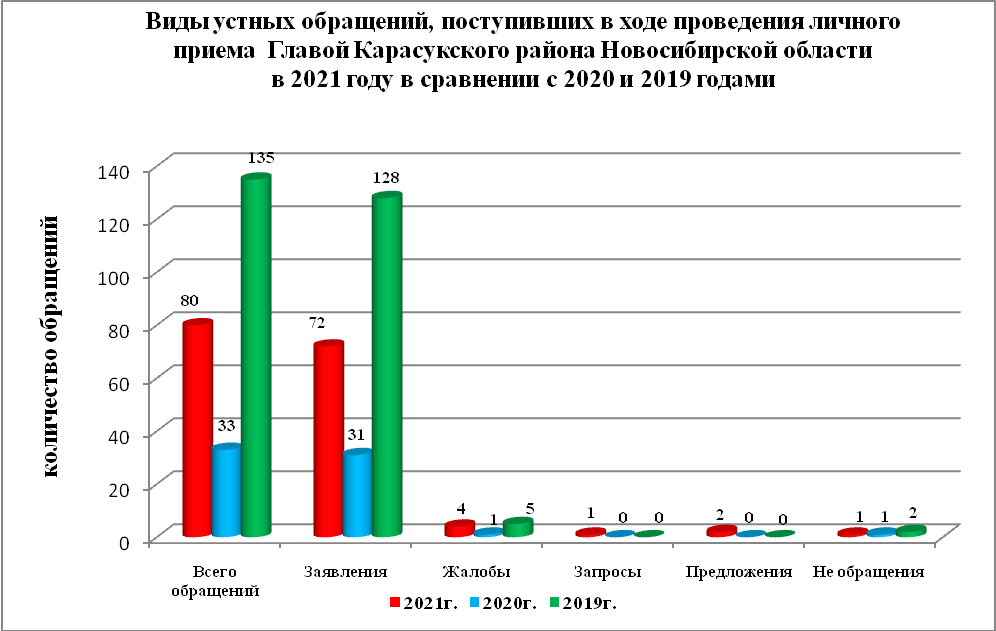 Виды устных обращений, поступивших в ходе проведения личного
приема Главой Карасукского района Новосибирской области
в 2021 году в сравнении с 2020 и 2019 годами
количество обращений
140
120
100
80
60
40
20
0
80
33
135
72
31
128
4
1
5
1
0
0
2
0
0
1
1
2
Всего
обращений
Заявления
Жалобы
Запросы
Предложения
Не обращения
2021г.
2020г.
2019г.